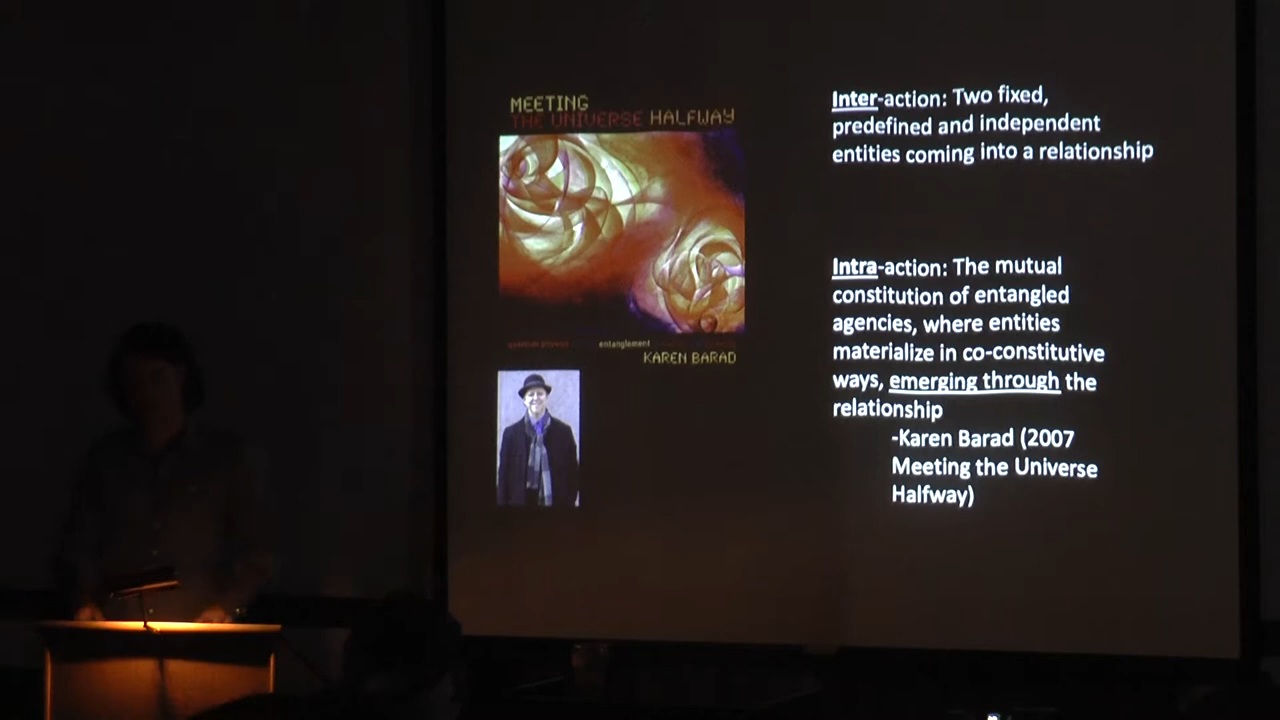 MEETING
THE UNIVERSE HALFWAY
quantum physics
entanglement
KAREN BARAD
Inter-action: Two fixed,
predefined and independent
entities coming into a relationship
Intra-action: The mutual
constitution of entangled
agencies, where entities
materialize in co-constitutive
ways, emerging through the
relationship
-Karen Barad (2007
Meeting the Universe
Halfway)